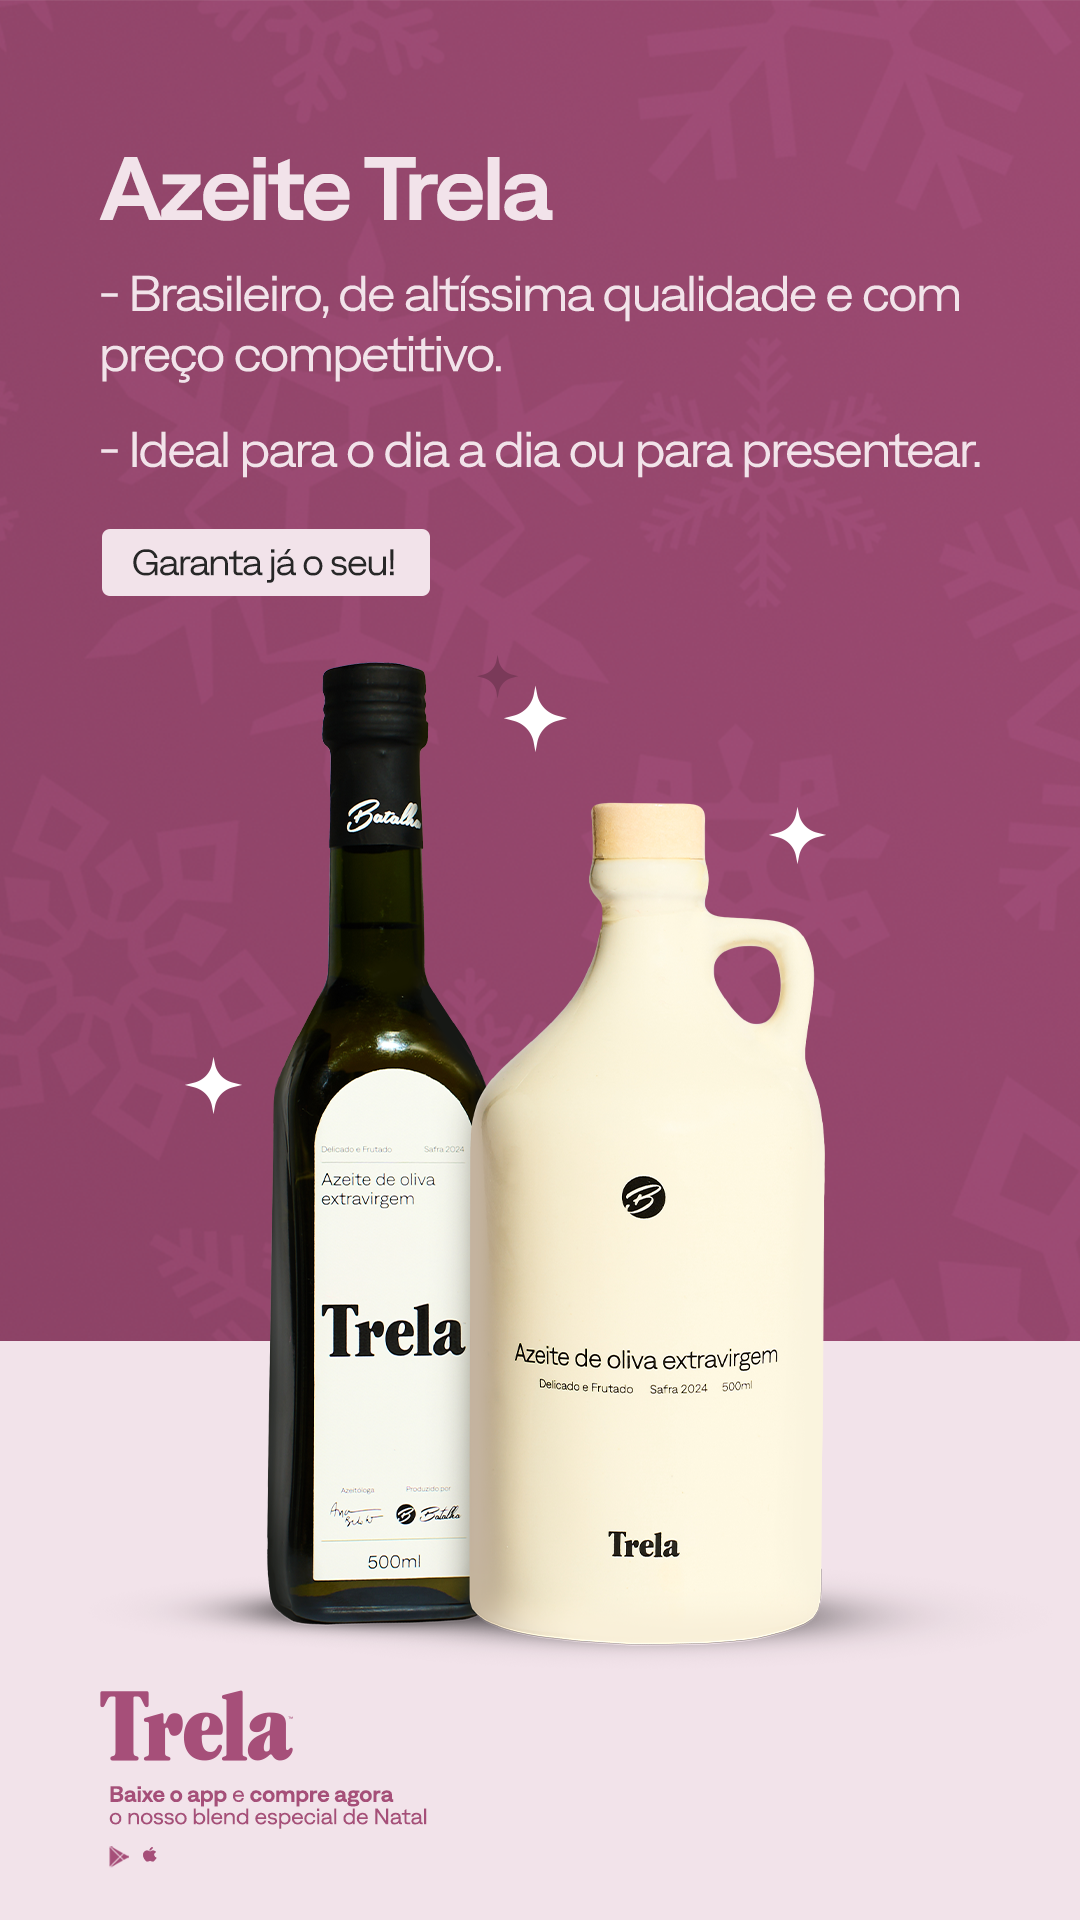 Azeite Trela
- Brasileiro, de altíssima qualidade e com
preço competitivo.
- Ideal para o dia a dia ou para presentear.
Garanta já o seu!
Batalha
Delicado e Frutado Safra 2024
Azeite de oliva
extravirgem
Trela
Azeitóloga Produzido por
B Batalha
500ml
B
Azeite de oliva extravirgem
Delicado e Frutado Safra 2024 500ml
Trela
Trela
Baixe o app e compre agora
o nosso blend especial de Natal